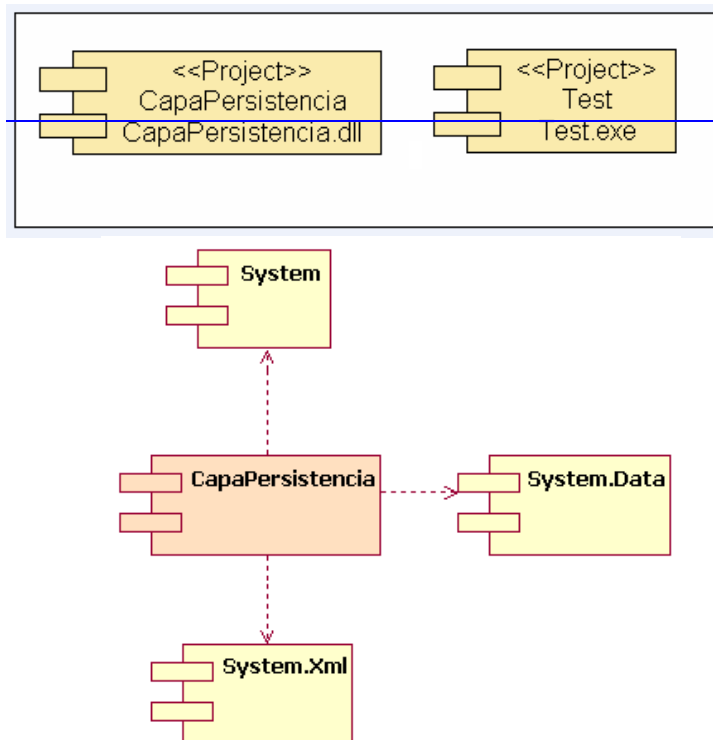 <<Project>>
CapaPersistencia
CapaPersistencia.dll
<<Project>>
Test
Test.exe
System
CapaPersistencia
System.Data
System.Xml